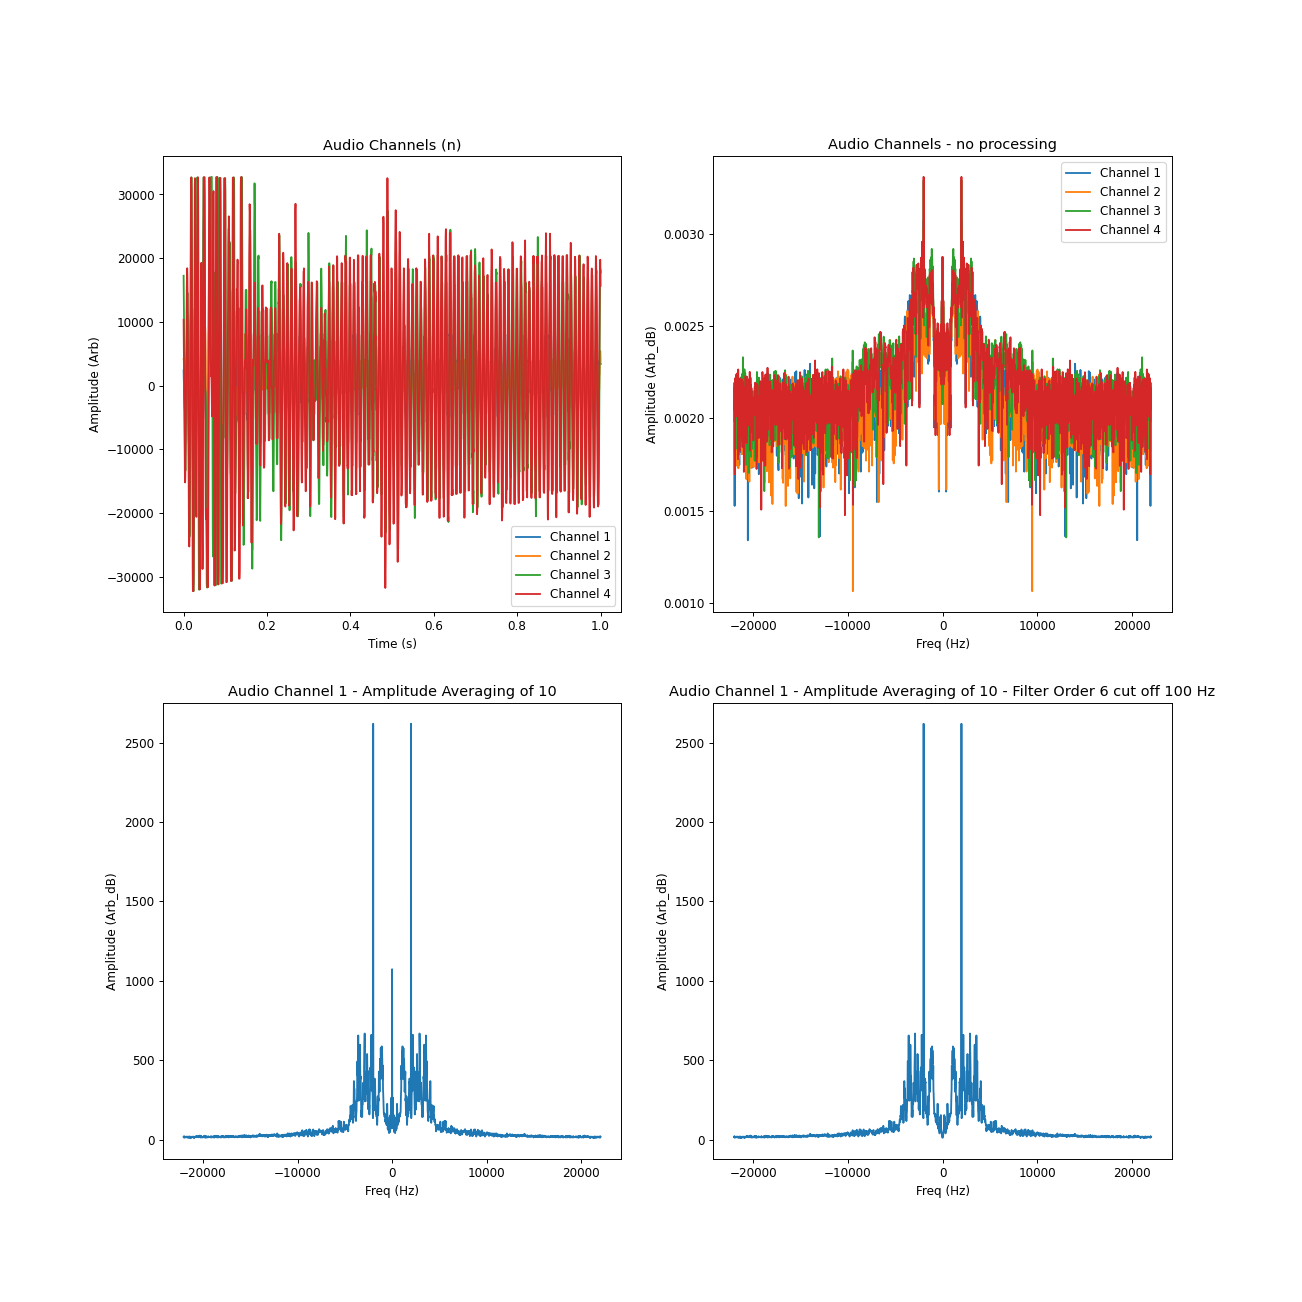 Audio Channels (n)
30000
20000
10000
0
−10000
−20000
−30000
Amplitude (Arb)
0.0 0.2 0.4 0.6 0.8 1.0
Time (s)
Channel 1
Channel 2
Channel 3
Channel 4
Audio Channels - no processing
0.0030
0.0025
0.0020
0.0015
0.0010
Amplitude (Arb_dB)
−20000 −10000 0 10000 20000
Freq (Hz)
Channel 1
Channel 2
Channel 3
Channel 4
Audio Channel 1 - Amplitude Averaging of 10
2500
2000
1500
1000
500
0
Amplitude (Arb_dB)
−20000 −10000 0 10000 20000
Freq (Hz)
Audio Channel 1 - Amplitude Averaging of 10 - Filter Order 6 cut off 100 Hz
2500
2000
1500
1000
500
0
Amplitude (Arb_dB)
−20000 −10000 0 10000 20000
Freq (Hz)